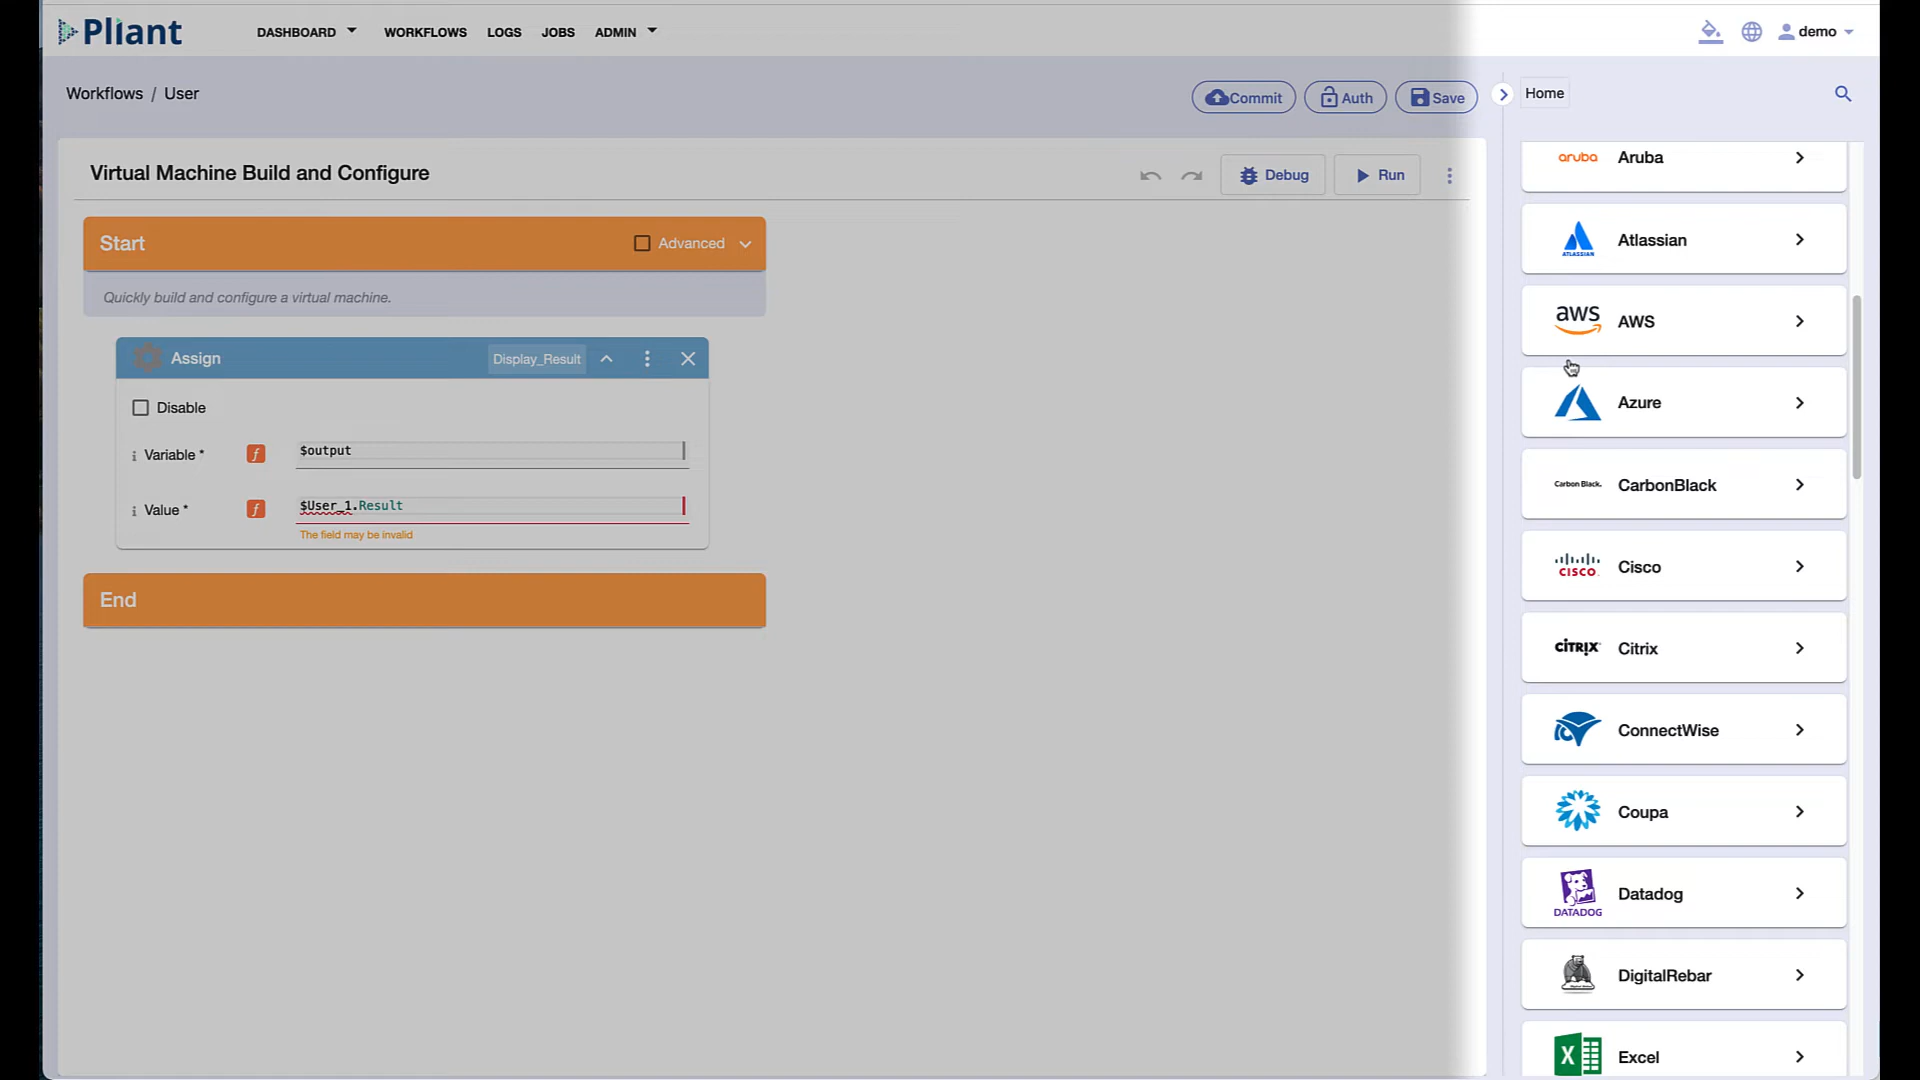 Pliant
DASHBOARD
WORKFLOWS
LOGS
JOBS
ADMIN
demo
Workflows / User
Commit
Auth
Save
Home
Virtual Machine Build and Configure
Debug
Run
Start
Advanced
Quickly build and configure a virtual machine.
Assign
Display_Result
Disable
i Variable *
f
$output
i Value *
f
$User_1.Result
The field may be invalid
End
aruba
Aruba
ATLASSIAN
Atlassian
aws
AWS
Azure
Carbon Black.
CarbonBlack
CISCO
Cisco
CITRIX
Citrix
ConnectWise
Coupa
DATADOG
Datadog
DigitalRebar
X
Excel